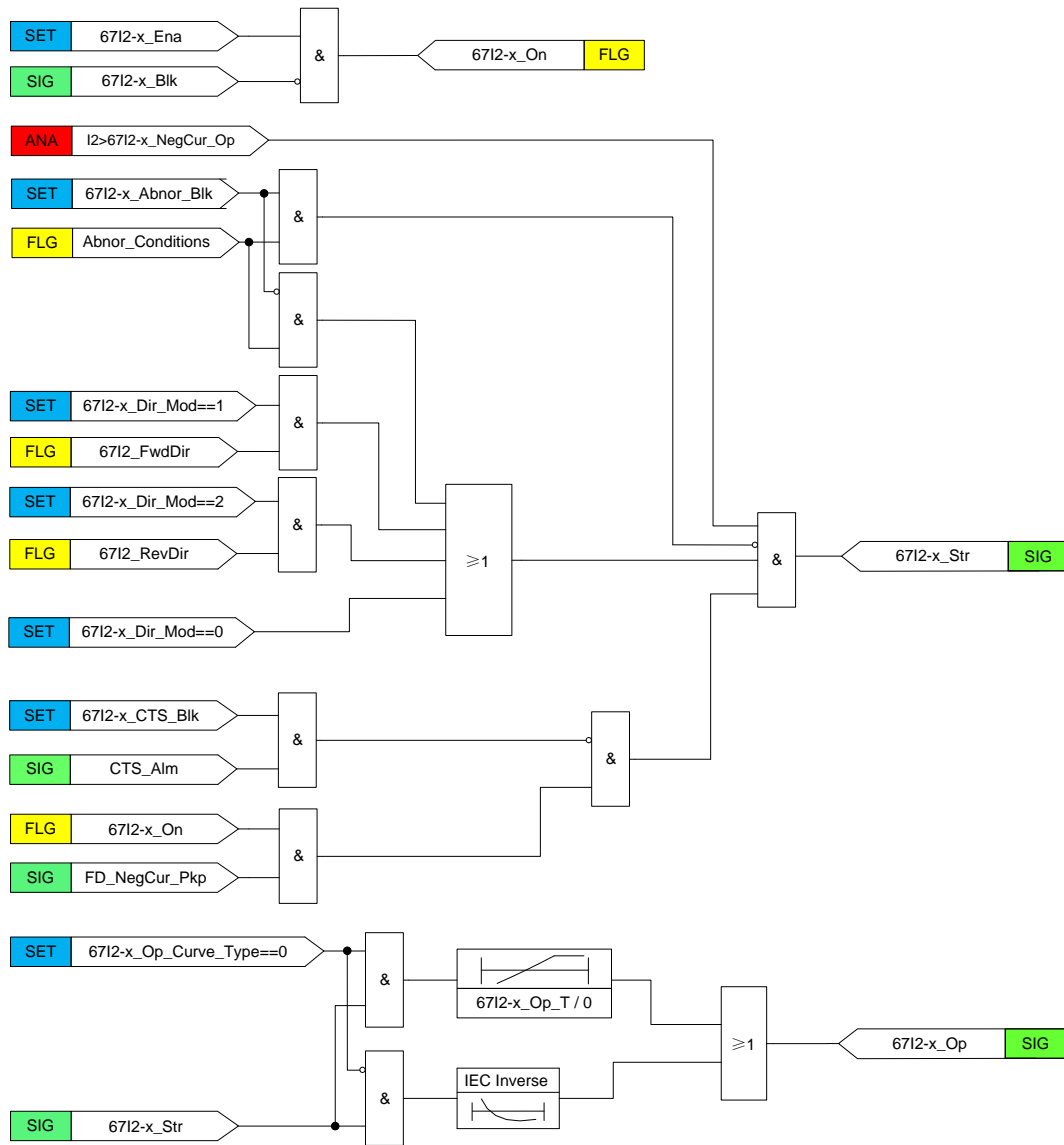 SET 67I2-x_Ena
& 67I2-x_On FLG
SIG 67I2-x_Blk
ANA I2>67I2-x_NegCur_Op
SET 67I2-x_Abnor_Blk
&
FLG Abnor_Conditions
&
SET 67I2-x_Dir_Mod==1
&
FLG 67I2_FwdDir
SET 67I2-x_Dir_Mod==2
&
FLG 67I2_RevDir
≥1
& 67I2-x_Str SIG
SET 67I2-x_Dir_Mod==0
SET 67I2-x_CTS_Blk
&
SIG CTS_Alm
&
FLG 67I2-x_On
&
SIG FD_NegCur_Pkp
SET 67I2-x_Op_Curve_Type==0
&
67I2-x_Op_T / 0
≥1 67I2-x_Op SIG
IEC Inverse
&
SIG 67I2-x_Str